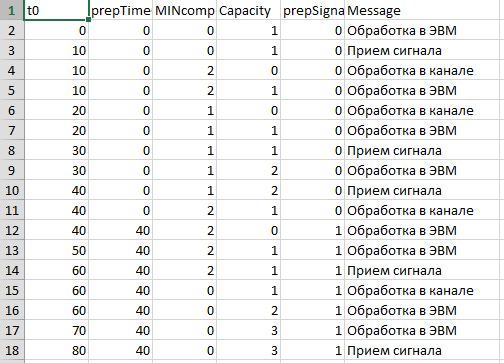 1 t0 prepTime MINcomp Capacity prepSigna Message
2 0 0 0 1 0 Обработка в ЭВМ
3 10 0 0 1 0 Прием сигнала
4 10 0 2 0 0 Обработка в канале
5 10 0 2 1 0 Обработка в ЭВМ
6 20 0 1 0 0 Обработка в канале
7 20 0 1 1 0 Обработка в ЭВМ
8 30 0 1 1 0 Прием сигнала
9 30 0 1 2 0 Обработка в ЭВМ
10 40 0 1 2 0 Прием сигнала
11 40 0 2 1 0 Обработка в канале
12 40 40 2 0 1 Обработка в ЭВМ
13 50 40 2 1 1 Обработка в ЭВМ
14 60 40 2 1 1 Прием сигнала
15 60 40 0 1 1 Обработка в канале
16 60 40 0 2 1 Обработка в ЭВМ
17 70 40 0 3 1 Обработка в ЭВМ
18 80 40 0 3 1 Прием сигнала